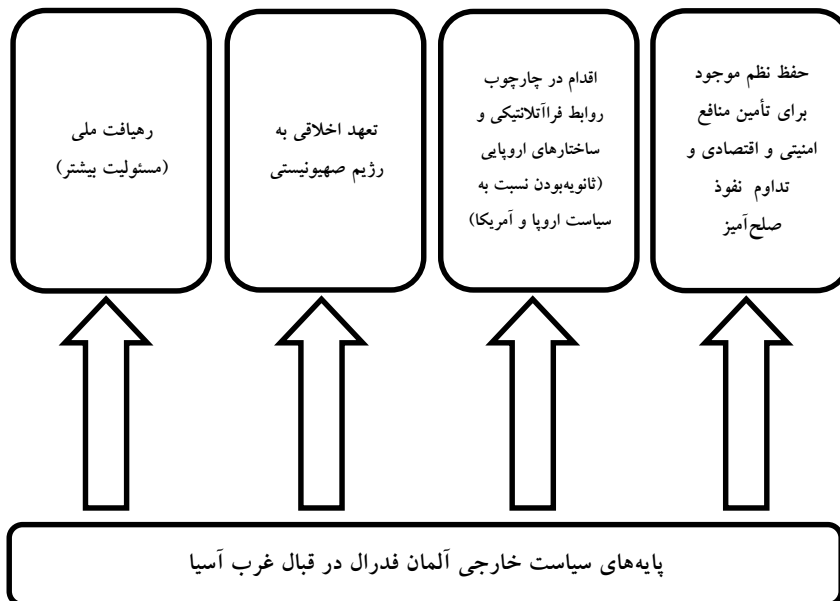 حفظ نظم موجود
برای تأمین منافع
امنیتی و اقتصادی و
تداوم نفوذ
صلح‌آمیز
اقدام در چارچوب
روابط فراآتلانتیکی و
ساختارهای اروپایی
(ثانویه‌بودن نسبت به
سیاست اروپا و آمریکا)
تعهد اخلاقی به
رژیم صهیونیستی
رهیافت ملی
(مسئولیت بیشتر)
پایه‌های سیاست خارجی آلمان فدرال در قبال غرب آسیا